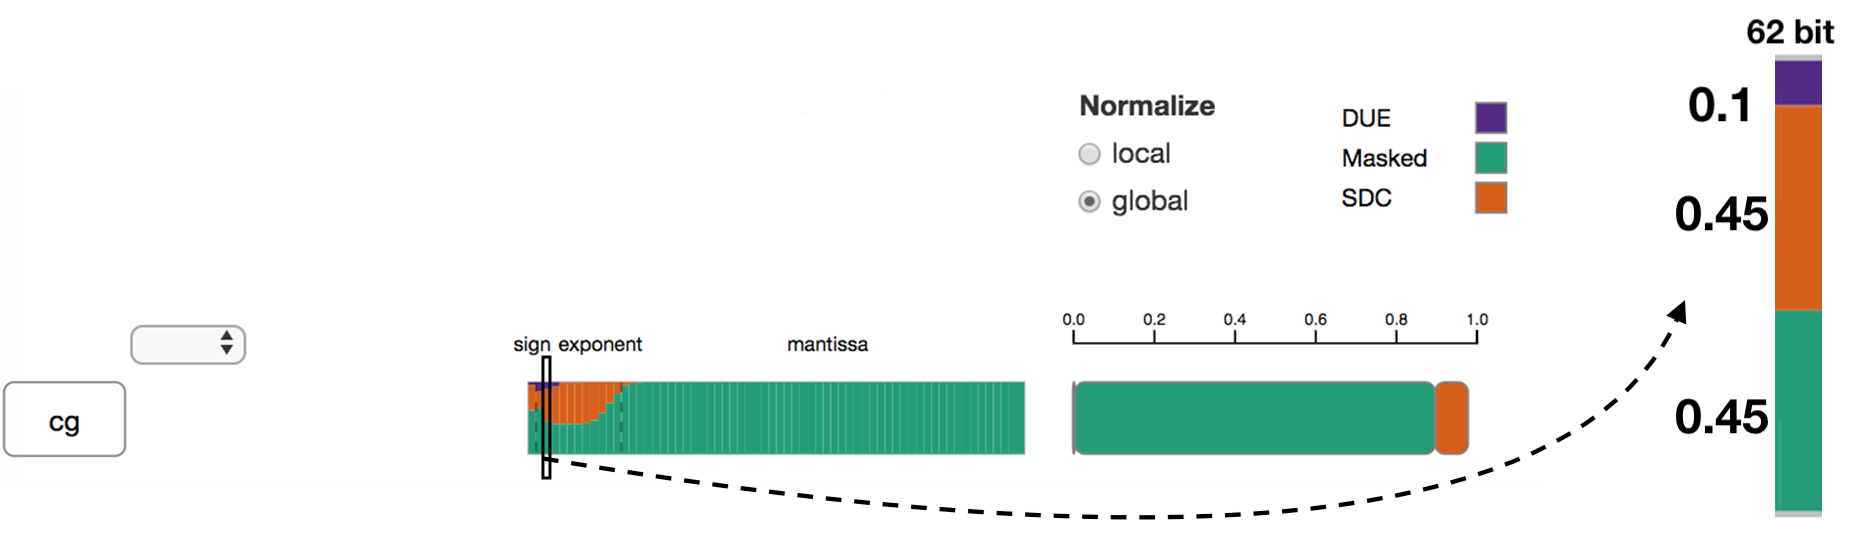 62 bit
Normalize
local
global
DUE
Masked
SDC
0.1
0.45
0.45
0.0 0.2 0.4 0.6 0.8 1.0
sign exponent mantissa
cg